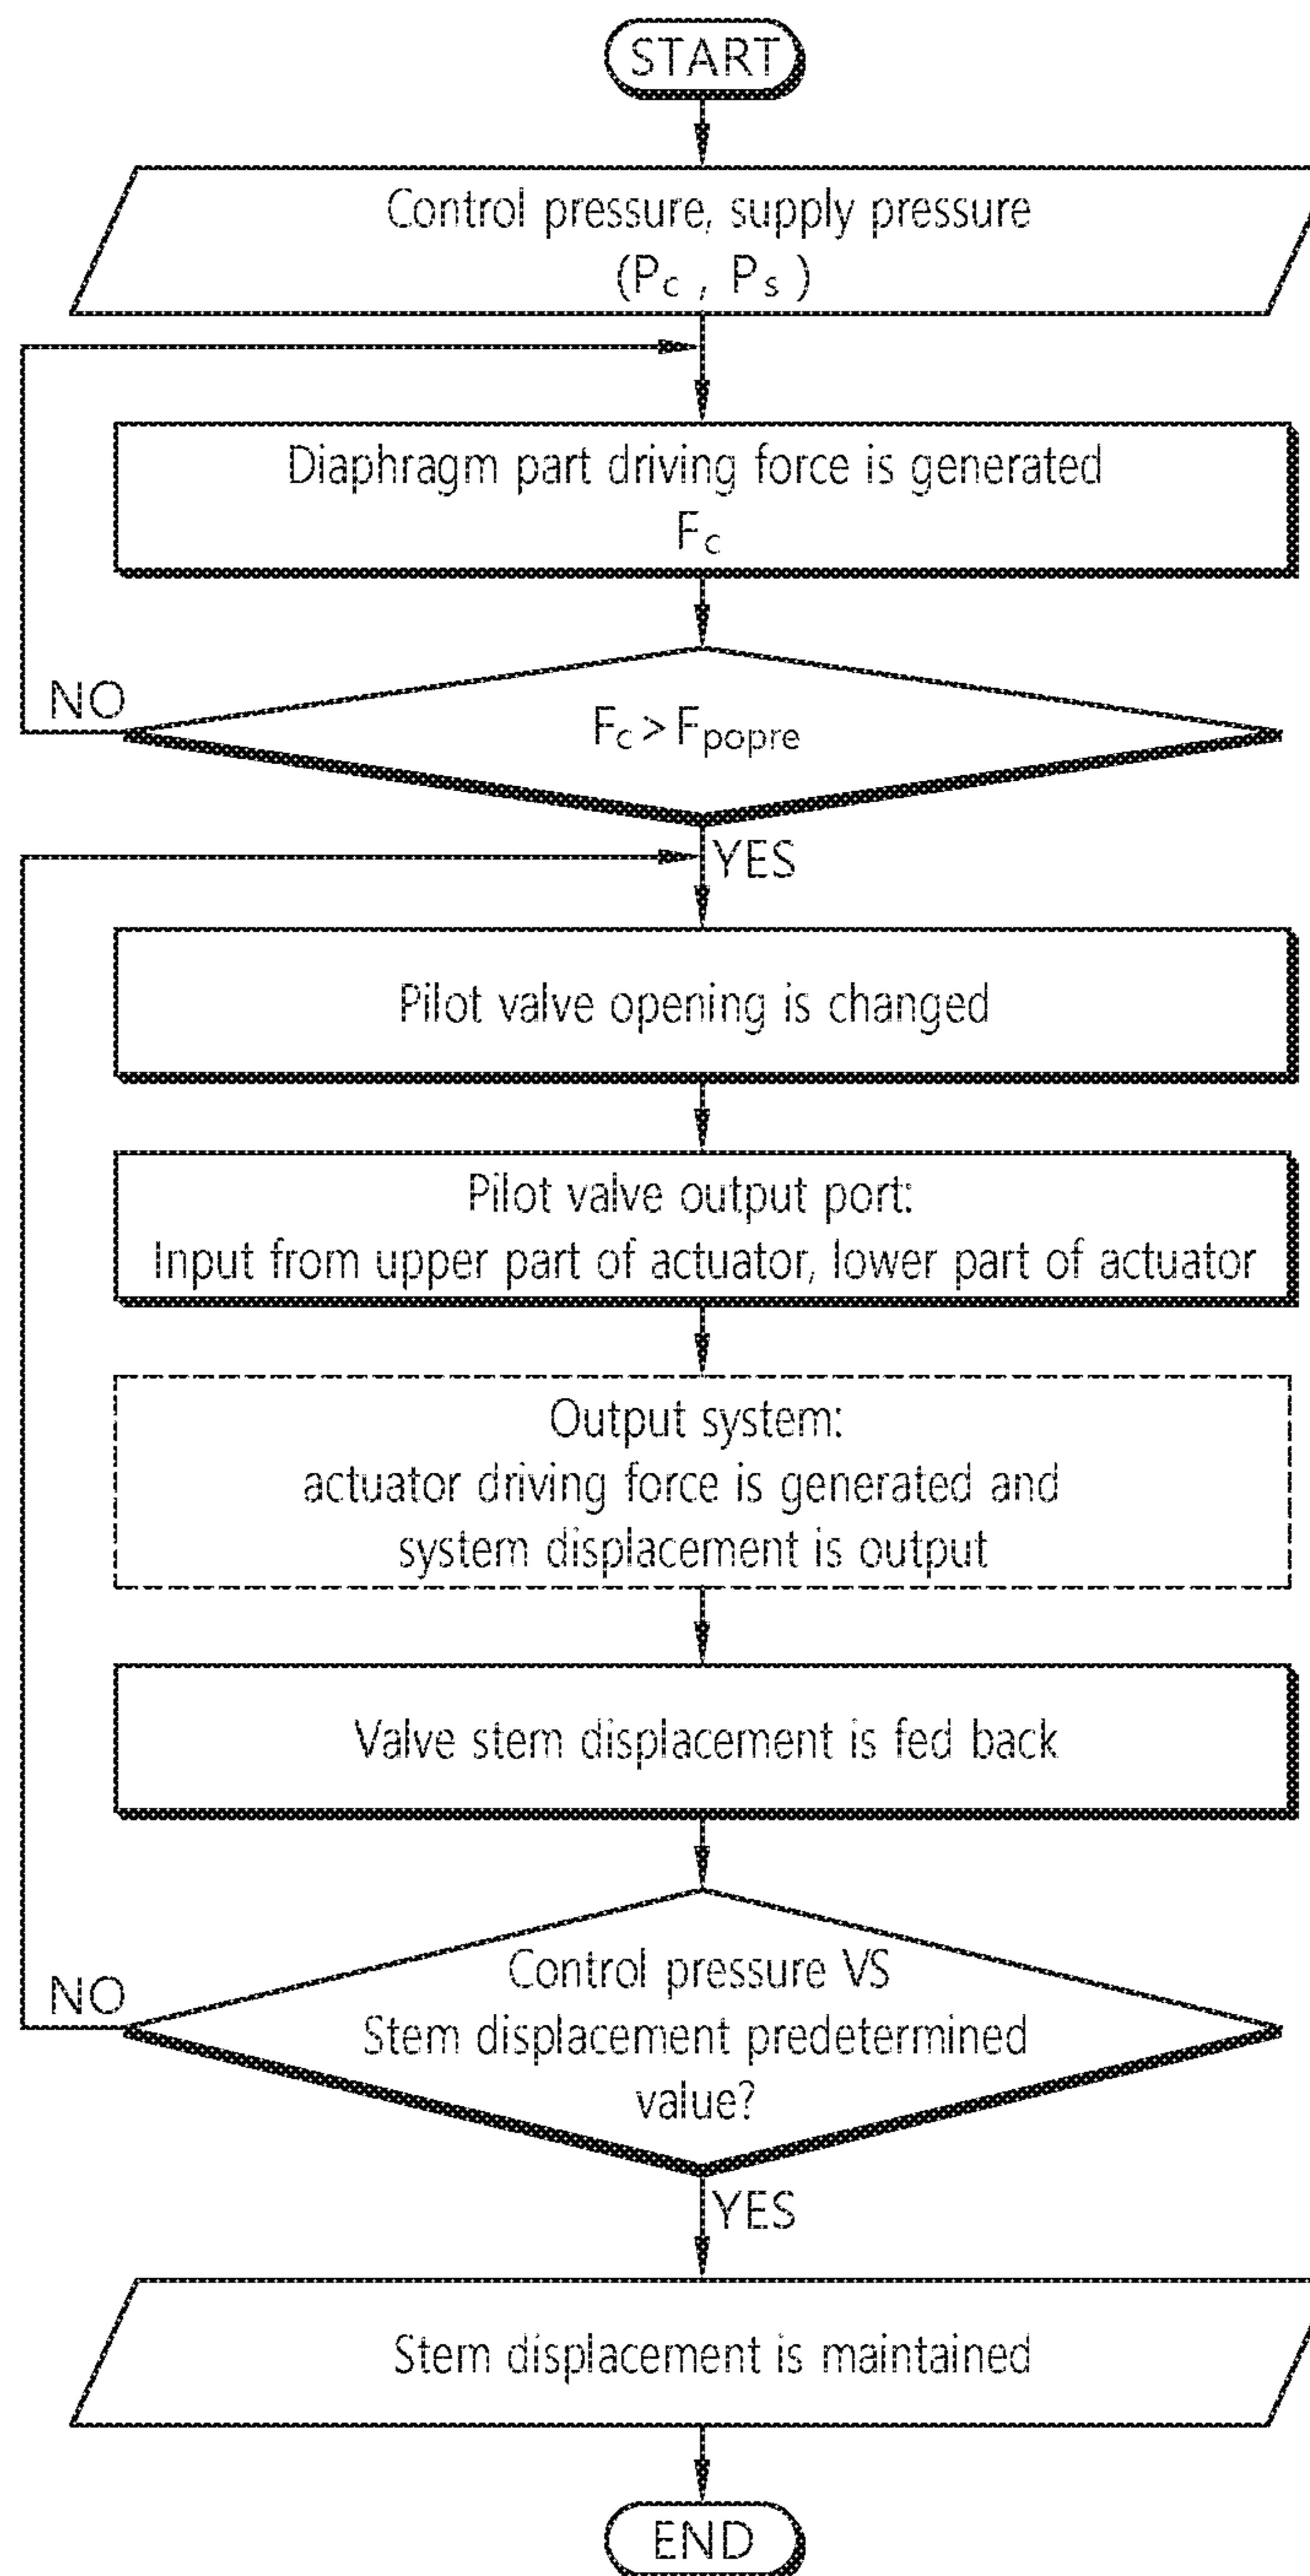 START
Control pressure, supply pressure
(Pc , Ps )
Diaphragm part driving force is generated
Fc
NO
Fc > Fpopre
YES
Pilot valve opening is changed
Pilot valve output port:
Input from upper part of actuator, lower part of actuator
Output system:
actuator driving force is generated and
system displacement is output
Valve stem displacement is fed back
NO
Control pressure VS
Stem displacement predetermined
value?
YES
Stem displacement is maintained
END